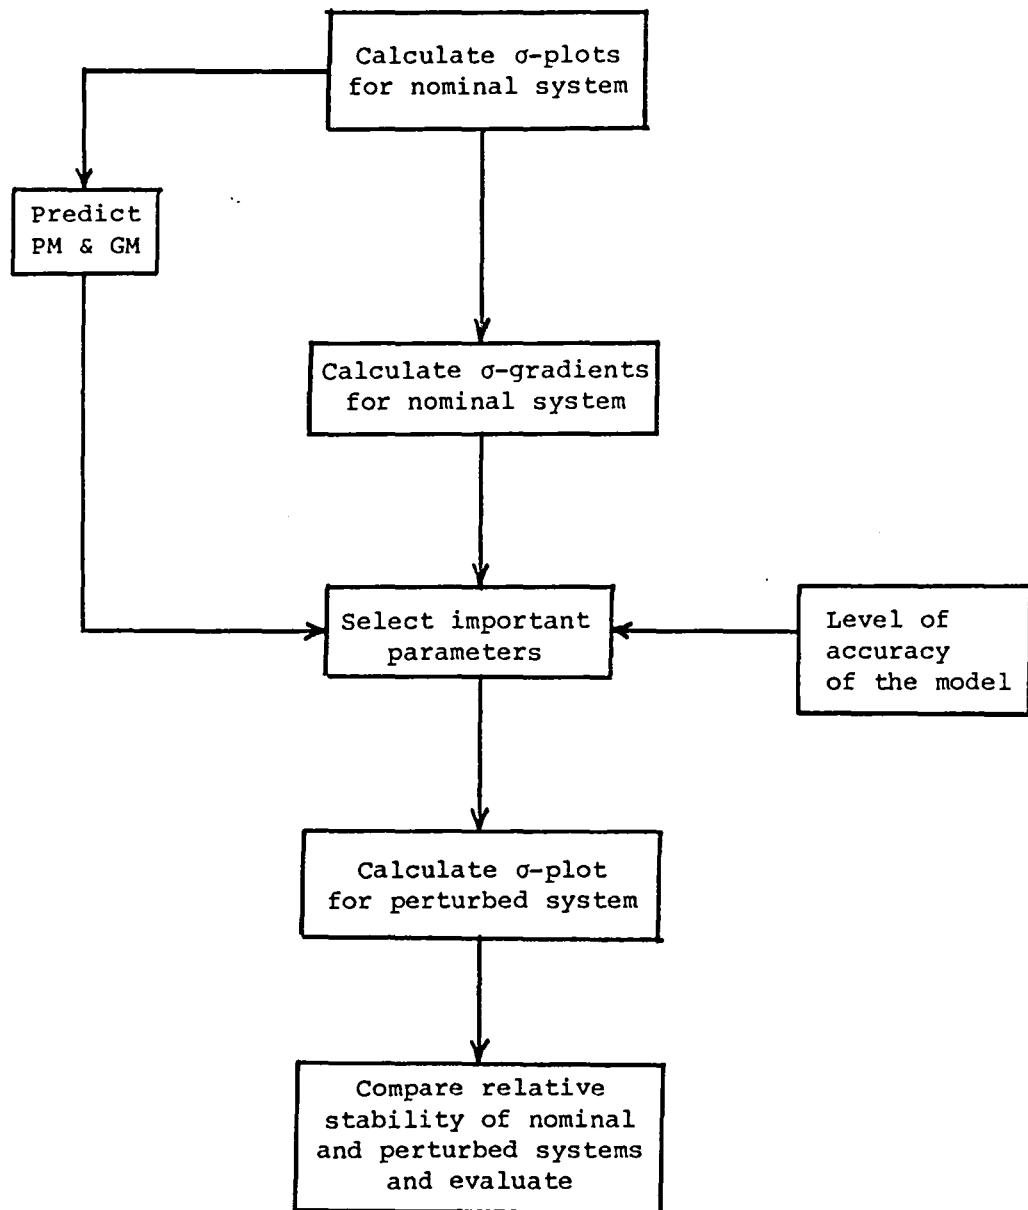 Calculate σ-plots
for nominal system
Predict
PM & GM
Calculate σ-gradients
for nominal system
Select important
parameters
Level of
accuracy
of the model
Calculate σ-plot
for perturbed system
Compare relative
stability of nominal
and perturbed systems
and evaluate